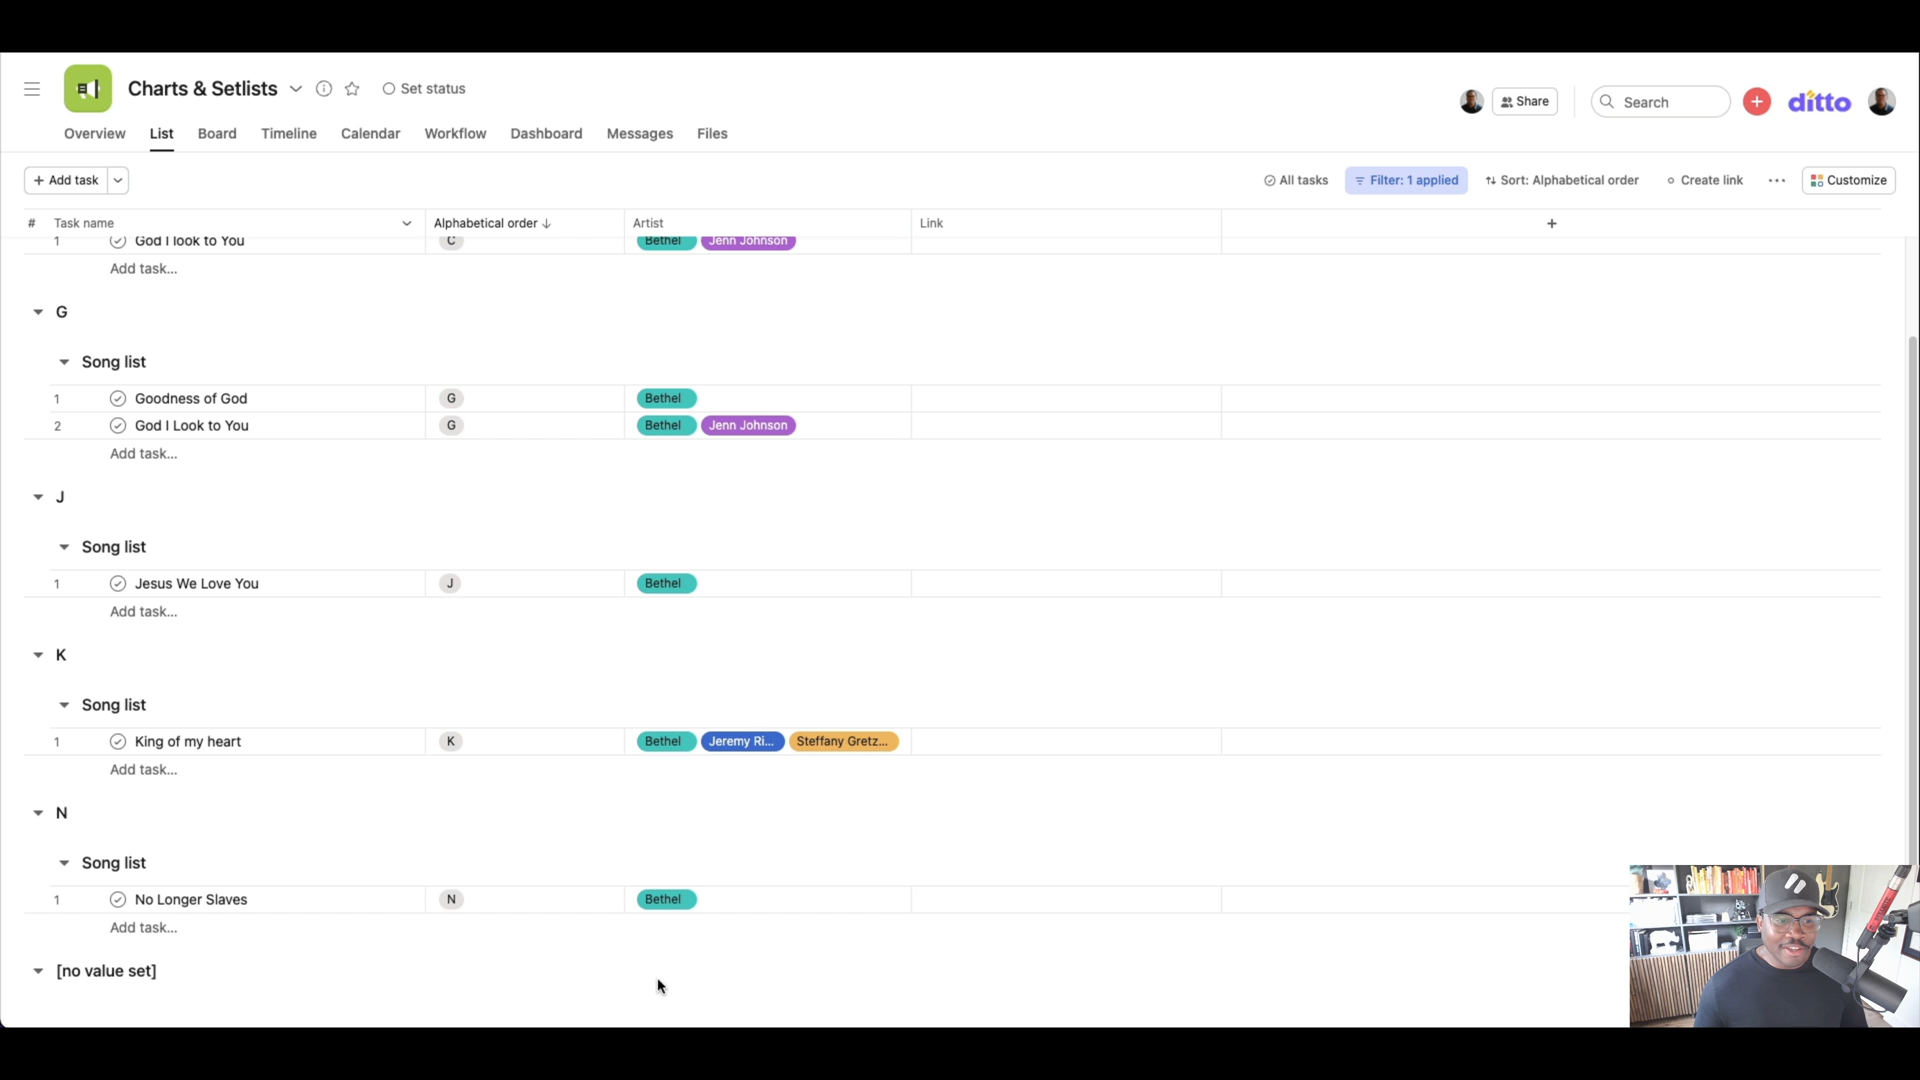 Charts & Setlists
Set status
Share
Search
ditto
Overview
List
Board
Timeline
Calendar
Workflow
Dashboard
Messages
Files
+ Add task
All tasks
Filter: 1 applied
Sort: Alphabetical order
Create link
Customize
# Task name Alphabetical order Artist Link
1 God I look to You C Bethel Jenn Johnson
Add task...
G
Song list
1 Goodness of God G Bethel
2 God I Look to You G Bethel Jenn Johnson
Add task...
J
Song list
1 Jesus We Love You J Bethel
Add task...
K
Song list
1 King of my heart K Bethel Jeremy Ri... Steffany Gretz...
Add task...
N
Song list
1 No Longer Slaves N Bethel
Add task...
[no value set]